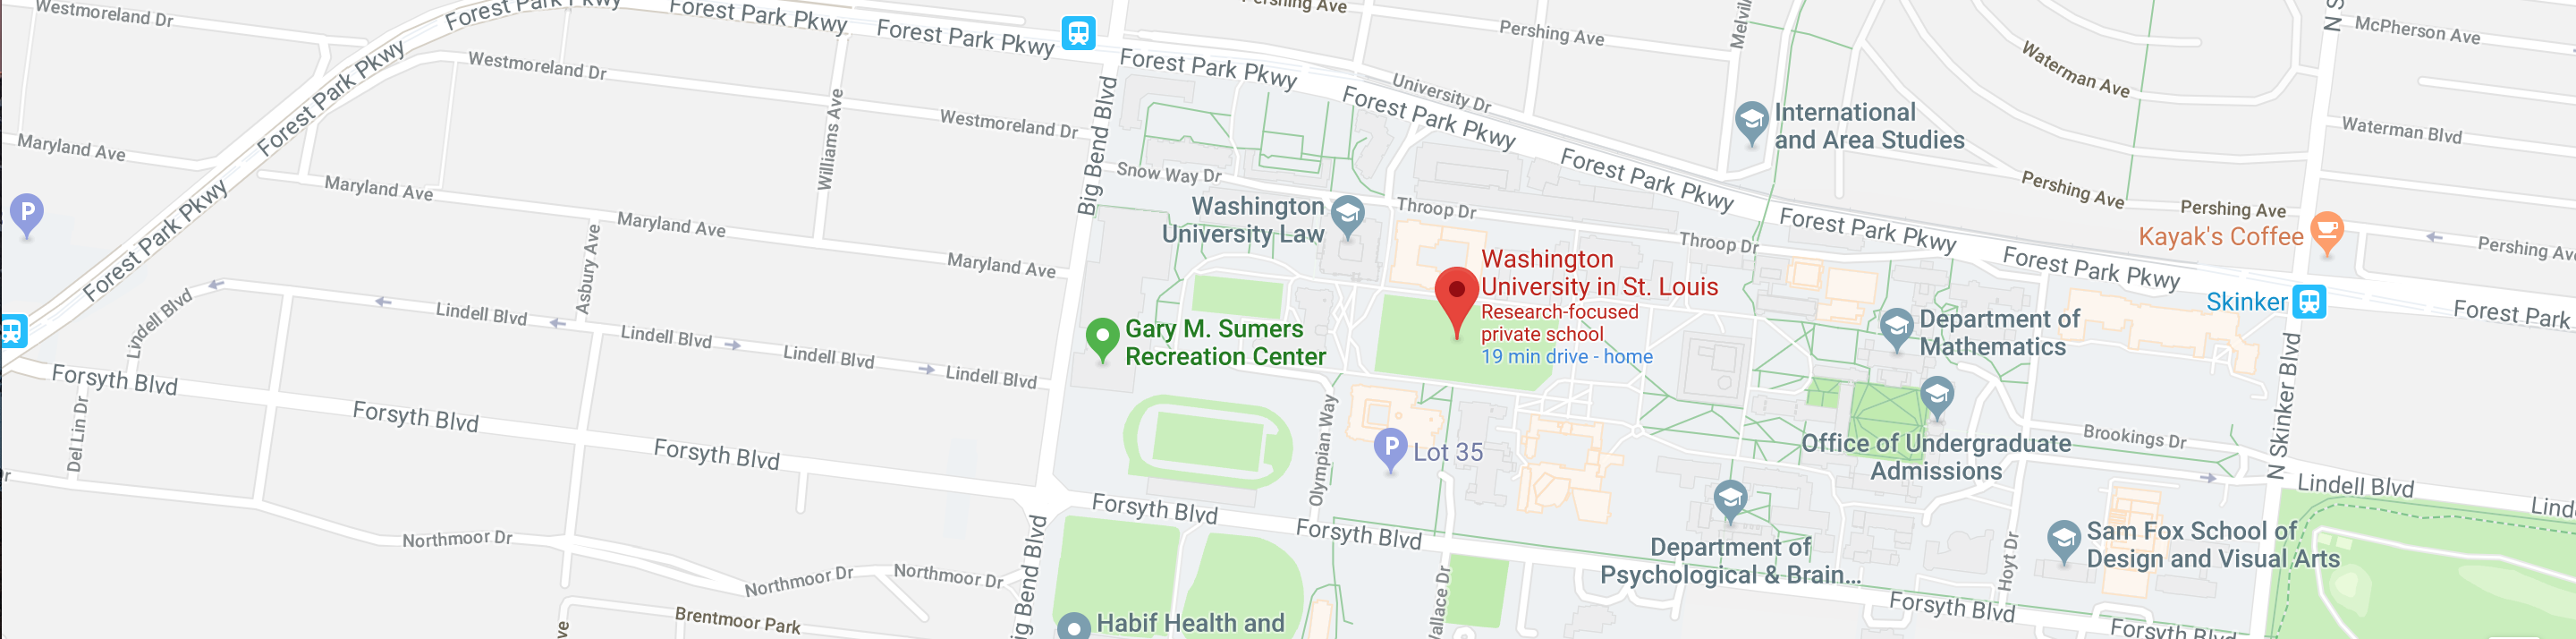 Westmoreland Dr
Forest Park Pkwy
Forest Park Pkwy
Forest Park Pkwy
Pershing Ave
Pershing Ave
McPherson Ave
Waterman Ave
Forest Park Pkwy
Westmoreland Dr
Forest Park Pkwy
University Dr
Forest Park Pkwy
International
and Area Studies
Waterman Blvd
Maryland Ave
Williams Ave
Westmoreland Dr
Big Bend Blvd
Snow Way Dr
Forest Park Pkwy
Pershing Ave
Pershing Ave
P
Maryland Ave
Maryland Ave
Washington
University Law
Throop Dr
Throop Dr
Forest Park Pkwy
Kayak's Coffee
Pershing Ave
Forest Park Pkwy
Asbury Ave
Maryland Ave
Washington
University in St. Louis
Research-focused
private school
19 min drive - home
Forest Park Pkwy
Skinker
Forest Park
Lindell Blvd
Lindell Blvd
Lindell Blvd
Lindell Blvd
Lindell Blvd
Gary M. Sumers
Recreation Center
Department of
Mathematics
N Skinker Blvd
Forsyth Blvd
Del Lin Dr
Forsyth Blvd
Forsyth Blvd
Olympian Way
P
Lot 35
Office of Undergraduate
Admissions
Brookings Dr
Lindell Blvd
Forsyth Blvd
Forsyth Blvd
Northmoor Dr
Northmoor Dr
Northmoor Dr
Big Bend Blvd
Department of
Psychological & Brain...
Hoyt Dr
Sam Fox School of
Design and Visual Arts
Brentmoor Park
Habif Health and
Wallace Dr
Forsyth Blvd
Forsyth Blvd